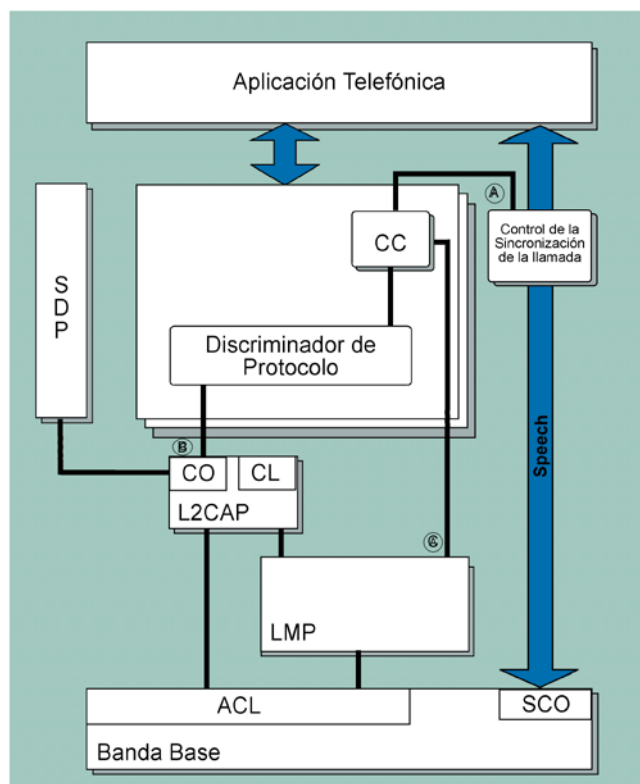 Aplicación Telefónica
A
CC
Control de la
Sincronización
de la llamada
S
D
P
Discriminador de
Protocolo
Speech
B
CO
CL
L2CAP
C
LMP
ACL
SCO
Banda Base